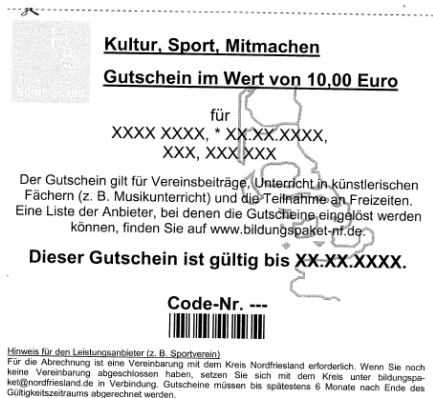 Kreis
Nordfriesland
Kultur, Sport, Mitmachen
Gutschein im Wert von 10,00 Euro
für
XXXX XXXX, * XX.XX.XXXX,
XXX, XXX XXX
Der Gutschein gilt für Vereinsbeiträge, Unterricht in künstlerischen
Fächern (z. B. Musikunterricht) und die Teilnahme an Freizeiten.
Eine Liste der Anbieter, bei denen die Gutscheine eingelöst werden
können, finden Sie auf www.bildungspaket-nf.de.
Dieser Gutschein ist gültig bis XX.XX.XXXX.
Code-Nr. ---
Hinweis für den Leistungsanbieter (z. B. Sportverein)
Für die Abrechnung ist eine Vereinbarung mit dem Kreis Nordfriesland erforderlich. Wenn Sie noch
keine Vereinbarung abgeschlossen haben, setzen Sie sich mit dem Kreis unter bildungspa-
ket@nordfriesland.de in Verbindung. Gutscheine müssen bis spätestens 6 Monate nach Ende des
Gültigkeitszeitraums abgerechnet werden.